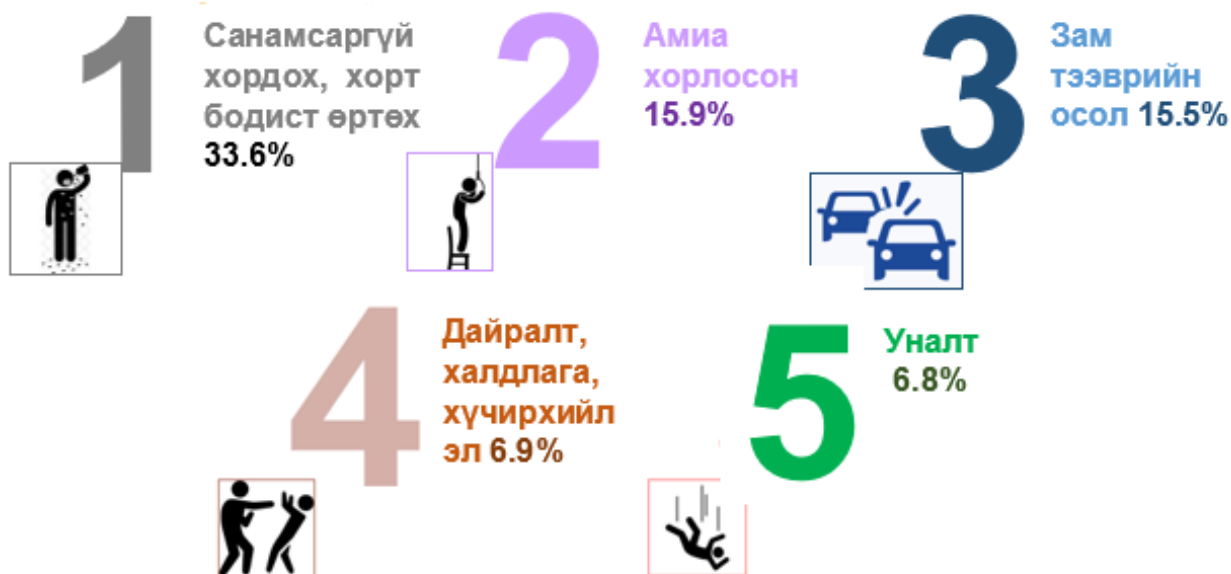 1
Санамсаргүй
хордох, хорт
бодист өртөх
33.6%
2
Амиа
хорлосон
15.9%
3
Зам
тээврийн
осол 15.5%
4
Дайралт,
халдлага,
хүчирхийл
эл 6.9%
5
Уналт
6.8%